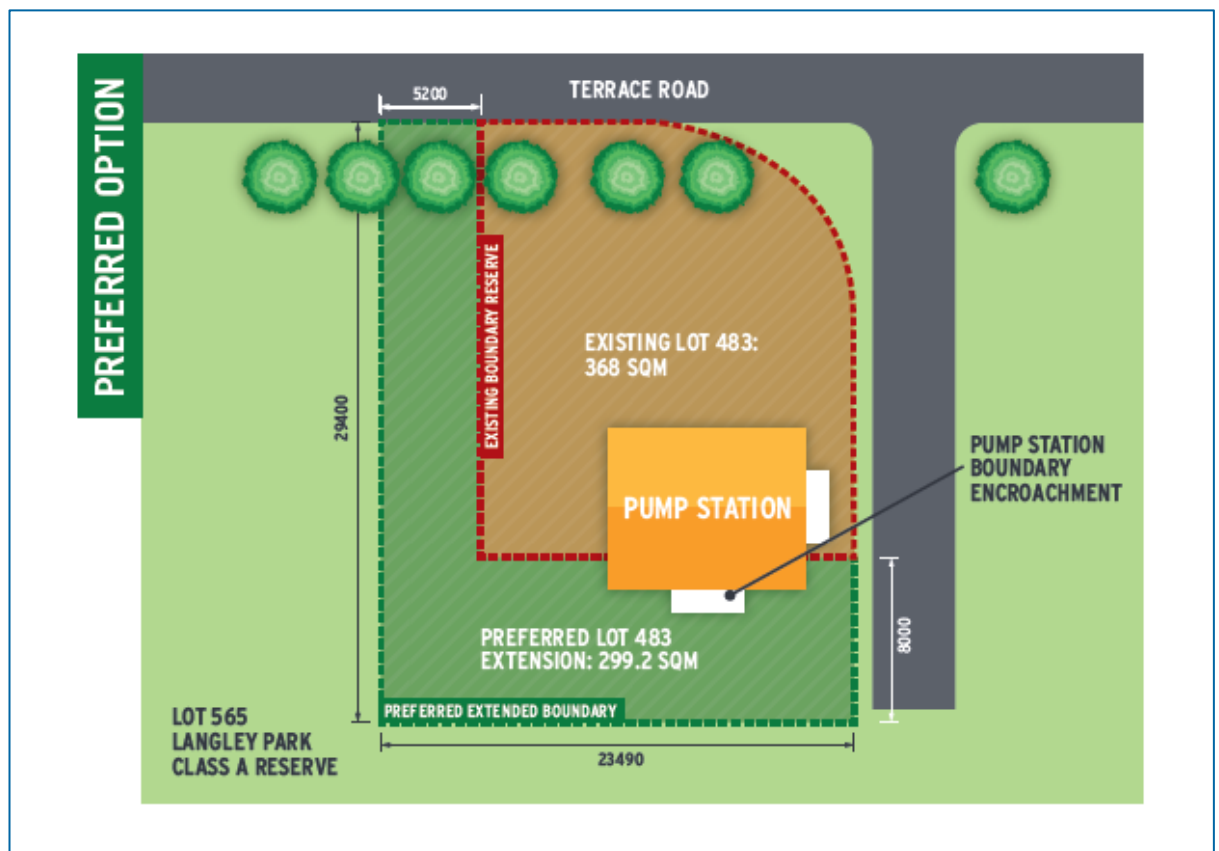 PREFERRED OPTION
TERRACE ROAD
5200
29400
EXISTING BOUNDARY RESERVE
EXISTING LOT 483:
368 SQM
PUMP STATION
PUMP STATION
BOUNDARY
ENCROACHMENT
8000
PREFERRED LOT 483
EXTENSION: 299.2 SQM
PREFERRED EXTENDED BOUNDARY
LOT 565
LANGLEY PARK
CLASS A RESERVE
23490